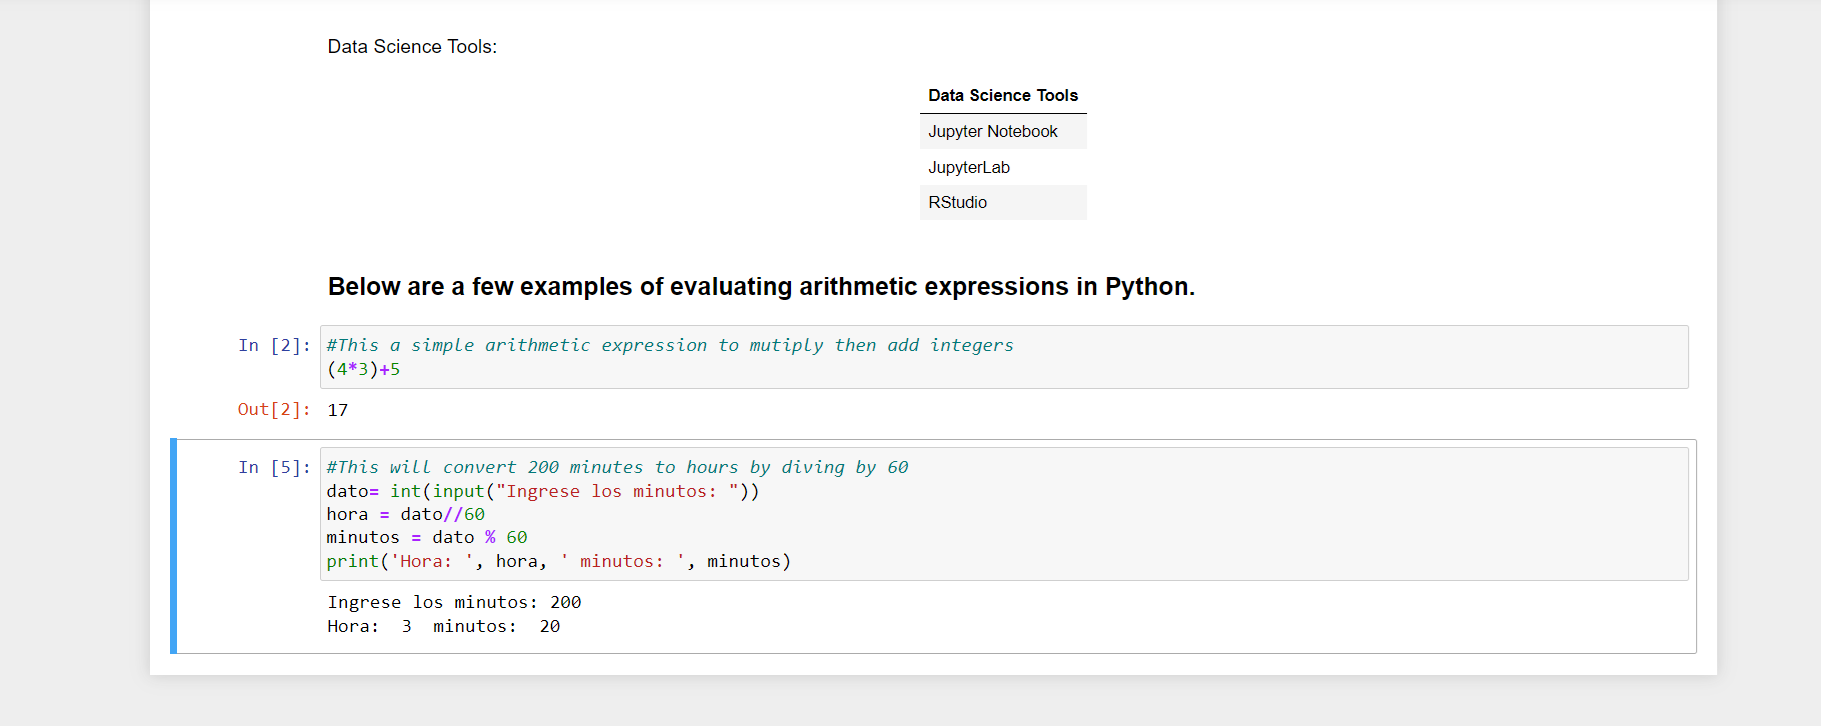 Data Science Tools:
Data Science Tools
Jupyter Notebook
JupyterLab
RStudio
Below are a few examples of evaluating arithmetic expressions in Python.
In [2]: #This a simple arithmetic expression to mutiply then add integers
(4*3)+5
Out[2]: 17
In [5]: #This will convert 200 minutes to hours by diving by 60
dato= int(input("Ingrese los minutos: "))
hora = dato//60
minutos = dato % 60
print('Hora: ', hora, ' minutos: ', minutos)
Ingrese los minutos: 200
Hora:  3  minutos:  20